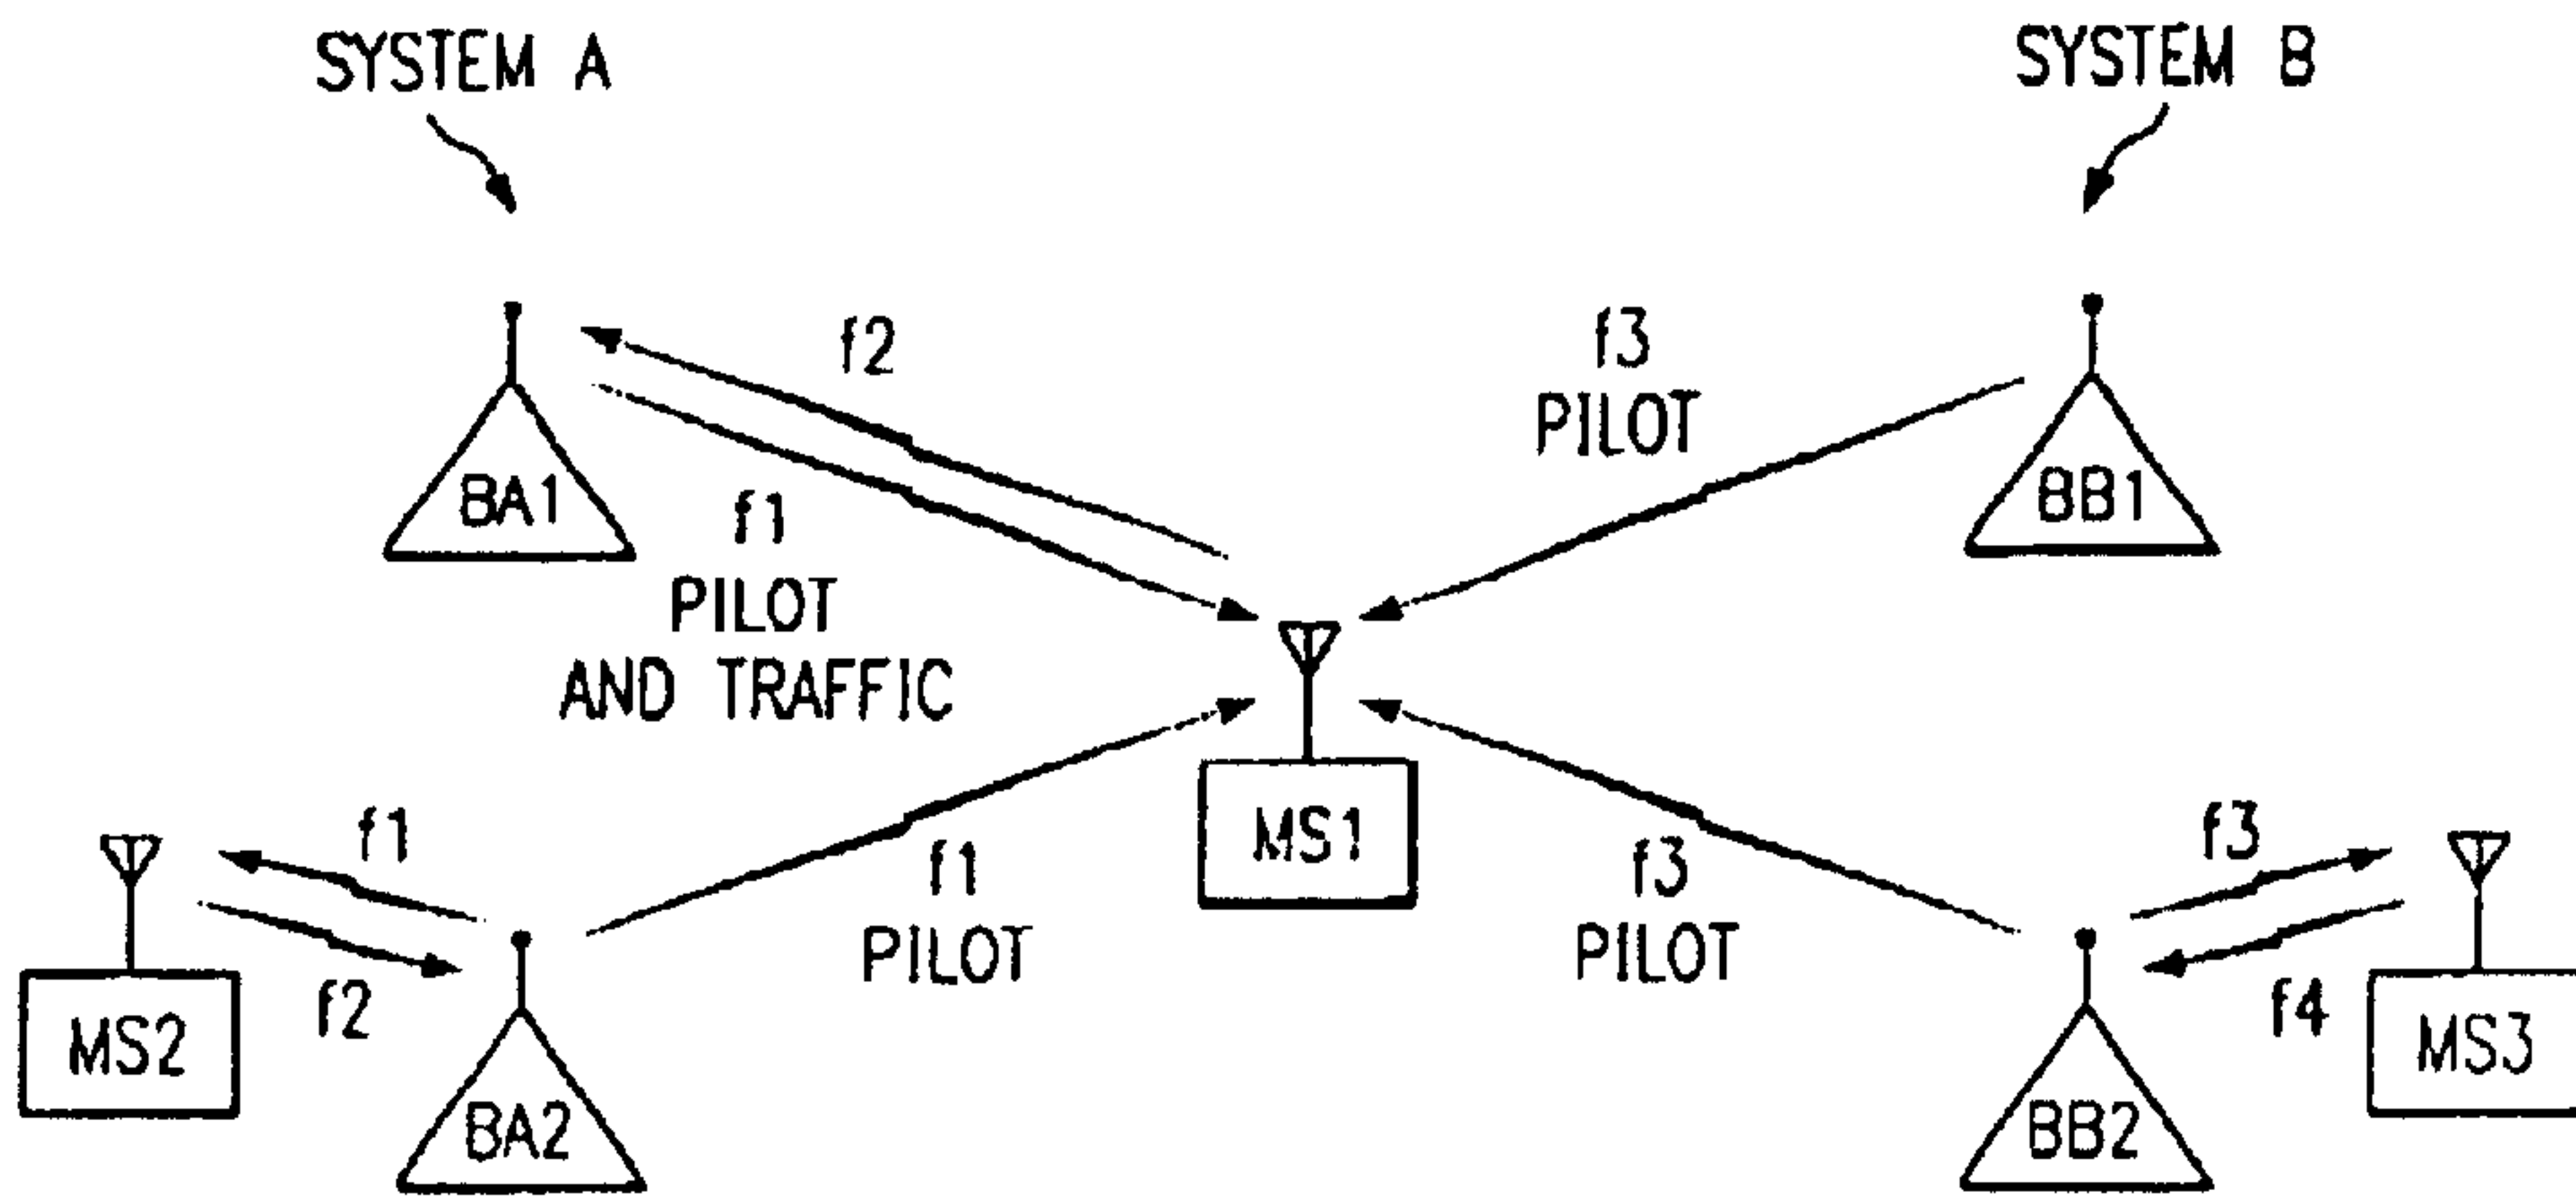 SYSTEM A
SYSTEM B
f2
f3
PILOT
BA1
BB1
f1
PILOT
AND TRAFFIC
MS1
f1
f3
MS2
f2
f1
PILOT
f3
PILOT
f4
MS3
BA2
BB2